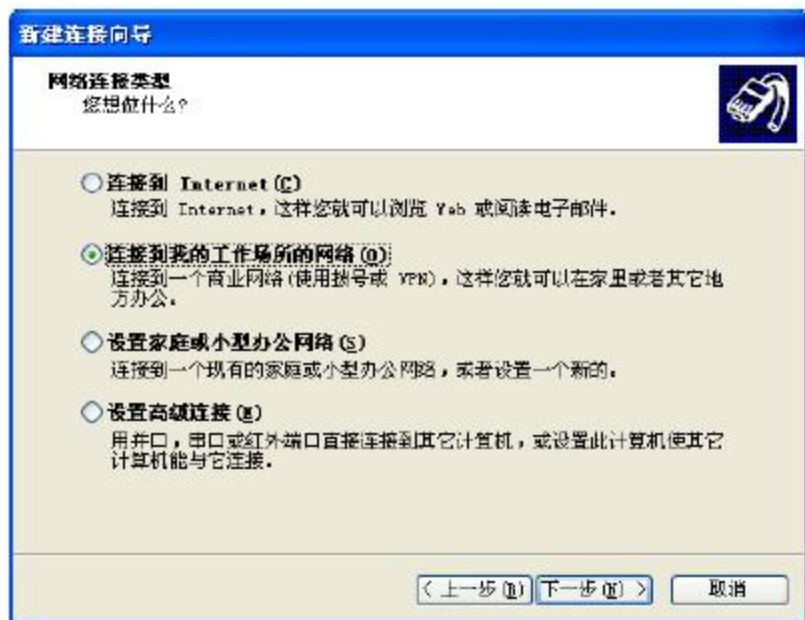 新建连接向导
网络连接类型
您想做什么?
连接到 Internet(C)
连接到 Internet，这样您就可以浏览 Web 或阅读电子邮件。
连接到我的工作场所的网络(O)
连接到一个商业网络(使用拨号或 VPN)，这样您就可以在家里或者其它地
方办公。
设置家庭或小型办公网络(S)
连接到一个现有的家庭或小型办公网络，或者设置一个新的。
设置高级连接(E)
用并口，串口或红外端口直接连接到其它计算机，或设置此计算机使其它
计算机能与它连接。
< 上一步(B) 下一步(N) > 取消